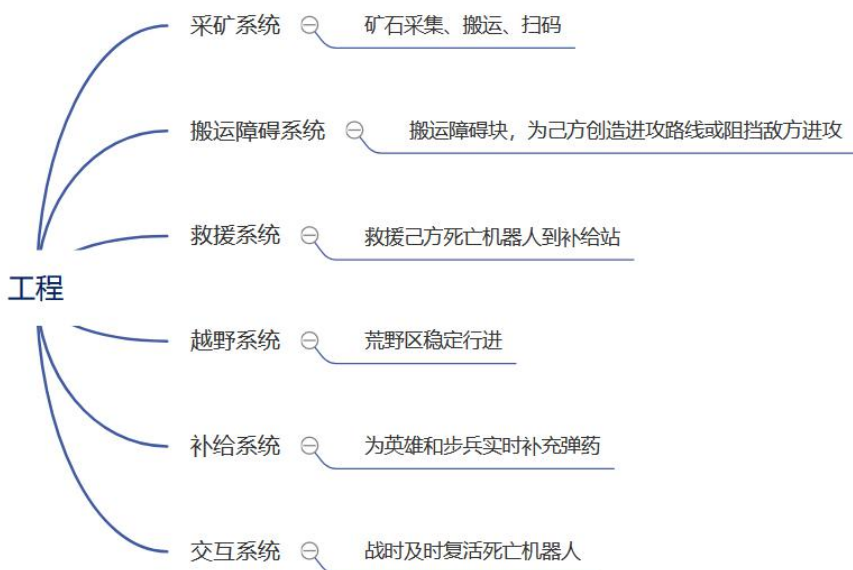 采矿系统 矿石采集、搬运、扫码
搬运障碍系统 搬运障碍块，为己方创造进攻路线或阻挡敌方进攻
救援系统 救援己方死亡机器人到补给站
工程
越野系统 荒野区稳定行进
补给系统 为英雄和步兵实时补充弹药
交互系统 战时及时复活死亡机器人